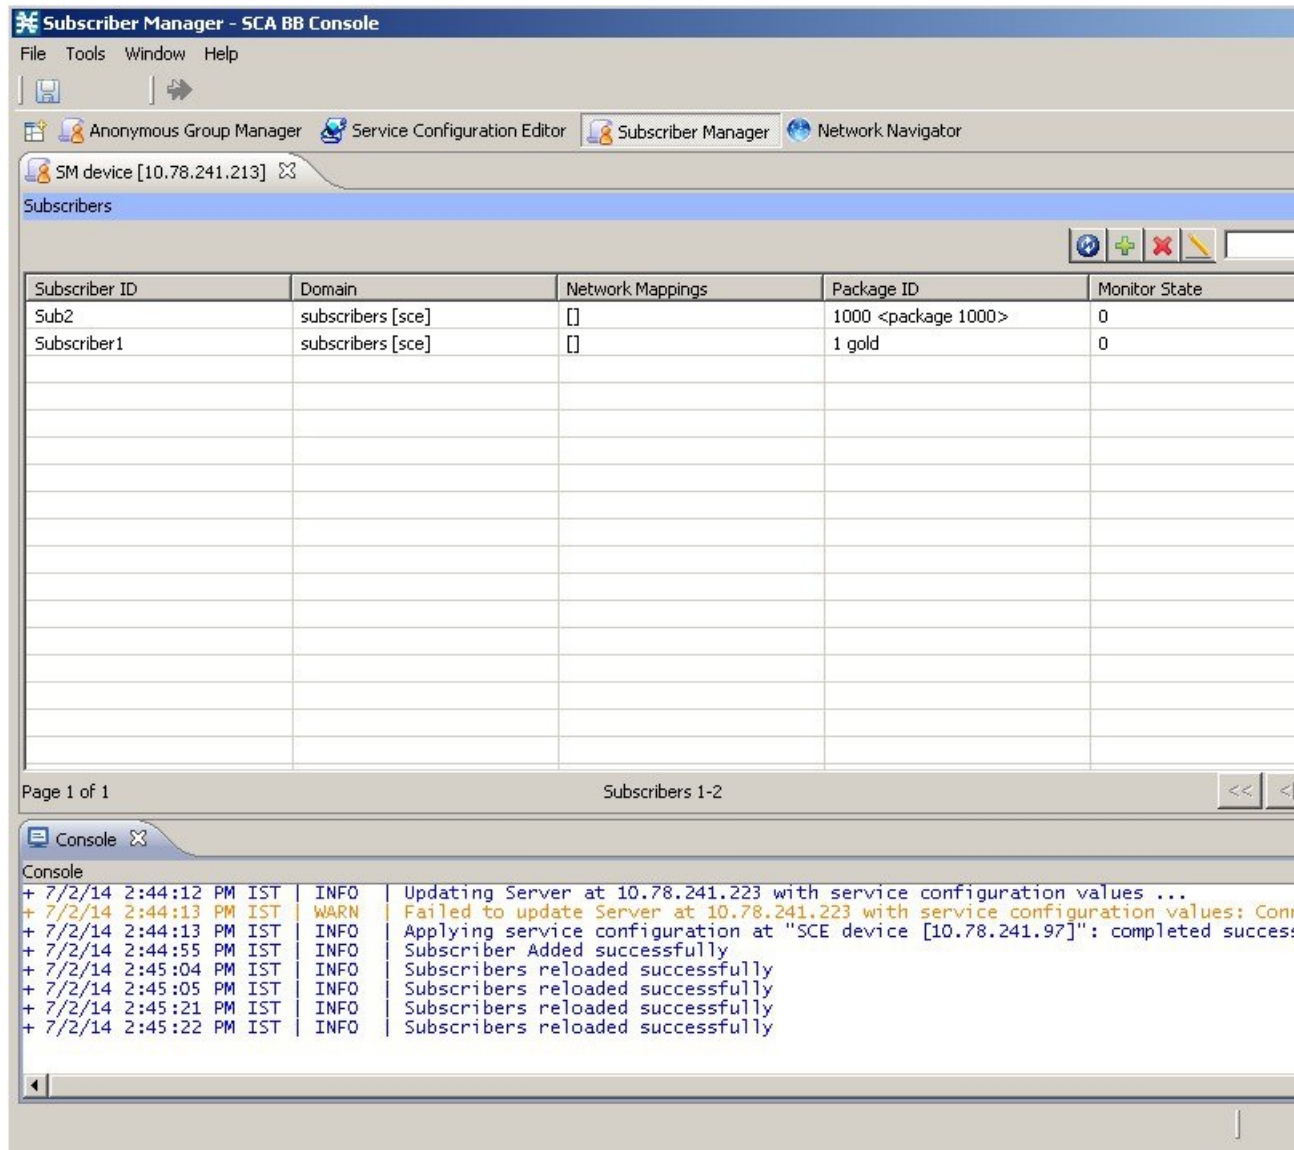 Subscriber Manager - SCA BB Console
File Tools Window Help
Anonymous Group Manager Service Configuration Editor Subscriber Manager Network Navigator
SM device [10.78.241.213]
Subscribers
Subscriber ID Domain Network Mappings Package ID Monitor State
Sub2 subscribers [sce] [] 1000 <package 1000> 0
Subscriber1 subscribers [sce] [] 1 gold 0
Page 1 of 1 Subscribers 1-2 <<
Console
Console
+ 7/2/14 2:44:12 PM IST | INFO | Updating Server at 10.78.241.223 with service configuration values ...
+ 7/2/14 2:44:13 PM IST | WARN | Failed to update Server at 10.78.241.223 with service configuration values: Conn
+ 7/2/14 2:44:13 PM IST | INFO | Applying service configuration at "SCE device [10.78.241.97]": completed success
+ 7/2/14 2:44:55 PM IST | INFO | Subscriber Added successfully
+ 7/2/14 2:45:04 PM IST | INFO | Subscribers reloaded successfully
+ 7/2/14 2:45:05 PM IST | INFO | Subscribers reloaded successfully
+ 7/2/14 2:45:21 PM IST | INFO | Subscribers reloaded successfully
+ 7/2/14 2:45:22 PM IST | INFO | Subscribers reloaded successfully